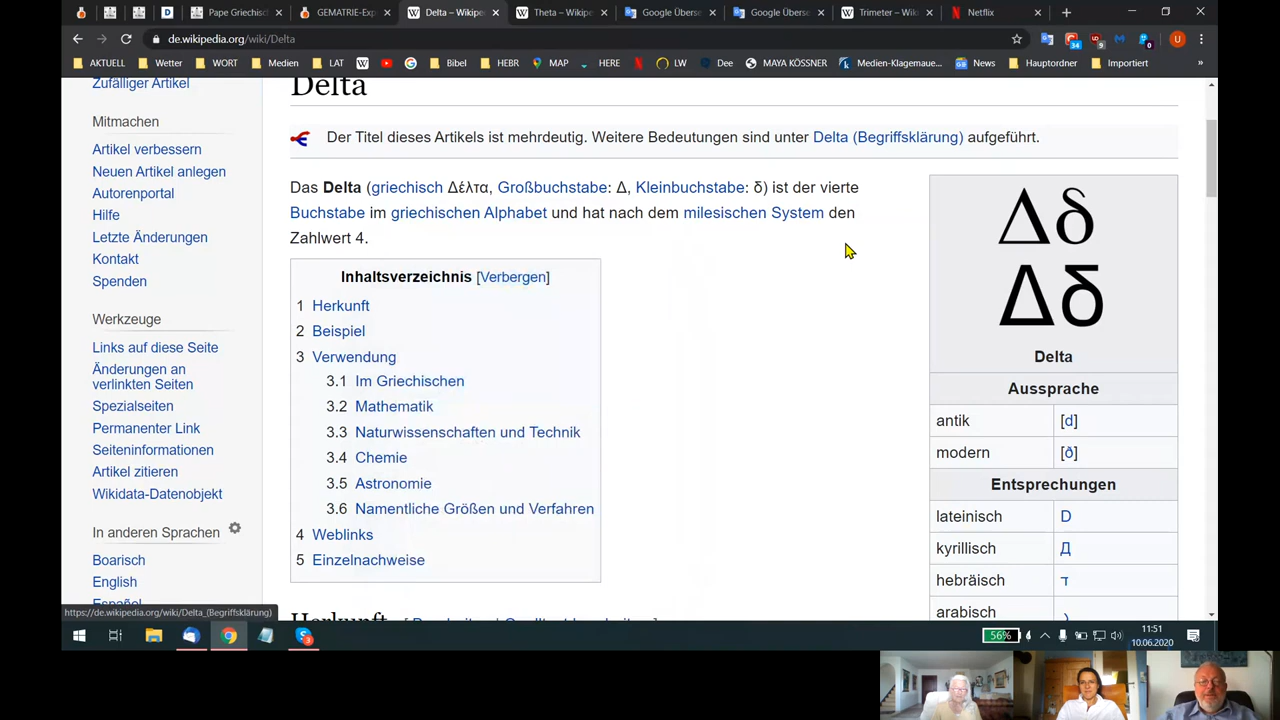 Pape Griechisc
GEMATRIE-Exp
Delta – Wikipe
Theta – Wikipe
Google Überse
Google Überse
Trimeter – Wik
Netflix
de.wikipedia.org/wiki/Delta
34
9
0
U
AKTUELL
Wetter
WORT
Medien
LAT
Bibel
HEBR
MAP
HERE
LW
Dee
MAYA KÖSSNER
Medien-Klagemaue...
GB
News
Hauptordner
Importiert
»
Zufälliger Artikel
Mitmachen
Artikel verbessern
Neuen Artikel anlegen
Autorenportal
Hilfe
Letzte Änderungen
Kontakt
Spenden
Werkzeuge
Links auf diese Seite
Änderungen an
verlinkten Seiten
Spezialseiten
Permanenter Link
Seiteninformationen
Artikel zitieren
Wikidata-Datenobjekt
In anderen Sprachen
Boarisch
English
Español
https://de.wikipedia.org/wiki/Delta_(Begriffsklärung)
Delta
Der Titel dieses Artikels ist mehrdeutig. Weitere Bedeutungen sind unter Delta (Begriffsklärung) aufgeführt.
Das Delta (griechisch Δέλτα, Großbuchstabe: Δ, Kleinbuchstabe: δ) ist der vierte
Buchstabe im griechischen Alphabet und hat nach dem milesischen System den
Zahlwert 4.
Inhaltsverzeichnis [Verbergen]
1 Herkunft
2 Beispiel
3 Verwendung
3.1 Im Griechischen
3.2 Mathematik
3.3 Naturwissenschaften und Technik
3.4 Chemie
3.5 Astronomie
3.6 Namentliche Größen und Verfahren
4 Weblinks
5 Einzelnachweise
Herkunft
Δδ
Δδ
Delta
Aussprache
antik [d]
modern [ð]
Entsprechungen
lateinisch D
kyrillisch Д
hebräisch ד
arabisch
56%
11:51
10.06.2020